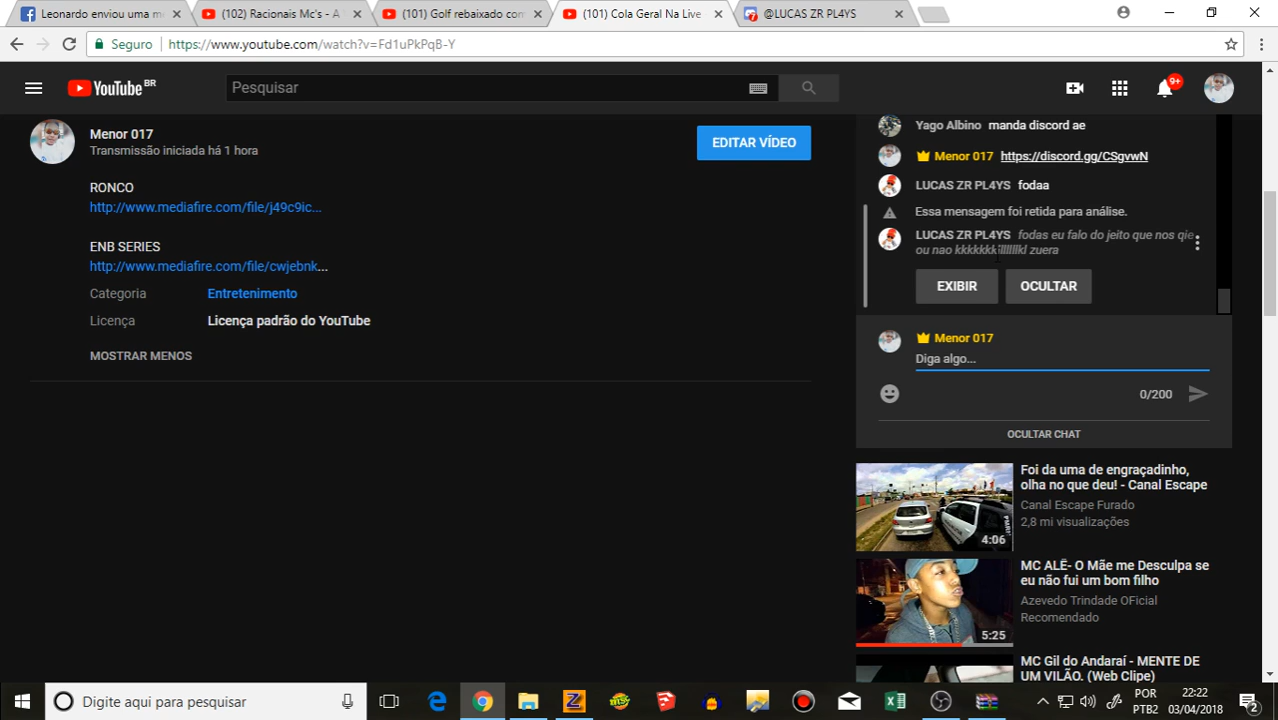 Leonardo enviou uma me
(102) Racionais Mc's - A
(101) Golf rebaixado com
(101) Cola Geral Na Live
@LUCAS ZR PL4YS
Seguro
https://www.youtube.com/watch?v=Fd1uPkPqB-Y
YouTube BR
Pesquisar
9+
Menor 017
Transmissão iniciada há 1 hora
EDITAR VÍDEO
RONCO
http://www.mediafire.com/file/j49c9ic...
ENB SERIES
http://www.mediafire.com/file/cwjebnk...
Categoria
Entretenimento
Licença
Licença padrão do YouTube
MOSTRAR MENOS
Yago Albino manda discord ae
Menor 017 https://discord.gg/CSgvwN
LUCAS ZR PL4YS fodaa
Essa mensagem foi retida para análise.
LUCAS ZR PL4YS fodas eu falo do jeito que nos qie
ou nao zuera
EXIBIR
OCULTAR
Menor 017
Diga algo...
0/200
OCULTAR CHAT
Foi da uma de engraçadinho,
olha no que deu! - Canal Escape
Canal Escape Furado
2,8 mi visualizações
4:06
MC ALÊ- O Mãe me Desculpa se
eu não fui um bom filho
Azevedo Trindade OFicial
Recomendado
5:25
MC Gil do Andaraí - MENTE DE
UM VILÃO. (Web Clipe)
Digite aqui para pesquisar
POR
PTB2
22:22
03/04/2018
2